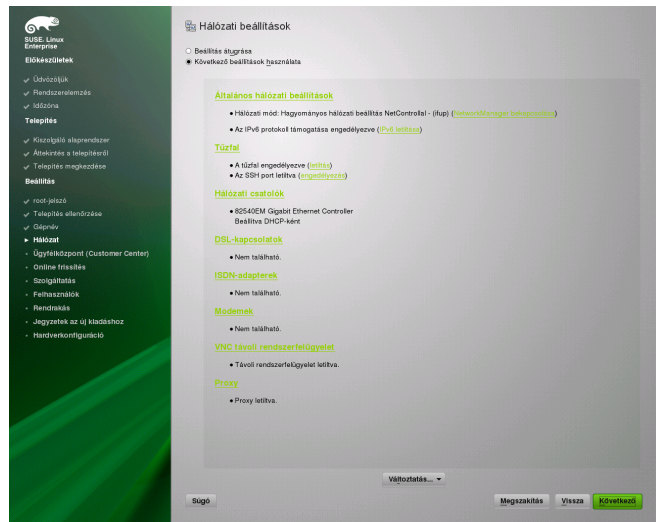 SUSE. Linux
Enterprise
Előkészületek
Üdvözöljük
Rendszerelemzés
Időzóna
Telepítés
Kiszolgáló alaprendszer
Áttekintés a telepítésről
Telepítés megkezdése
Beállítás
root-jelszó
Telepítés ellenőrzése
Gépnév
Hálózat
Ügyfélközpont (Customer Center)
Online frissítés
Szolgáltatás
Felhasználók
Rendrakás
Jegyzetek az új kiadáshoz
Hardverkonfiguráció
Hálózati beállítások
Beállítás átugrása
Következő beállítások használata
Általános hálózati beállítások
Hálózati mód: Hagyományos hálózati beállítás NetControllal - (ifup) (NetworkManager bekapcsolása)
Az IPv6 protokoll támogatása engedélyezve (IPv6 letiltása)
Tűzfal
A tűzfal engedélyezve (letiltás)
Az SSH port letiltva (engedélyezés)
Hálózati csatolók
82540EM Gigabit Ethernet Controller
Beállítva DHCP-ként
DSL-kapcsolatok
Nem található.
ISDN-adapterek
Nem található.
Modemek
Nem található.
VNC távoli rendszerfelügyelet
Távoli rendszerfelügyelet letiltva.
Proxy
Proxy letiltva.
Változtatás...
Súgó Megszakítás Vissza Következő